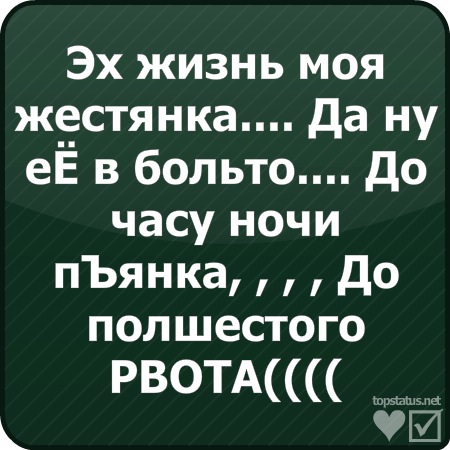 Эх жизнь моя
жестянка.... Да ну
еЁ в больто.... До
часу ночи
пЪянка, , , , До
полшестого
РВОТА((((
topstatus.net